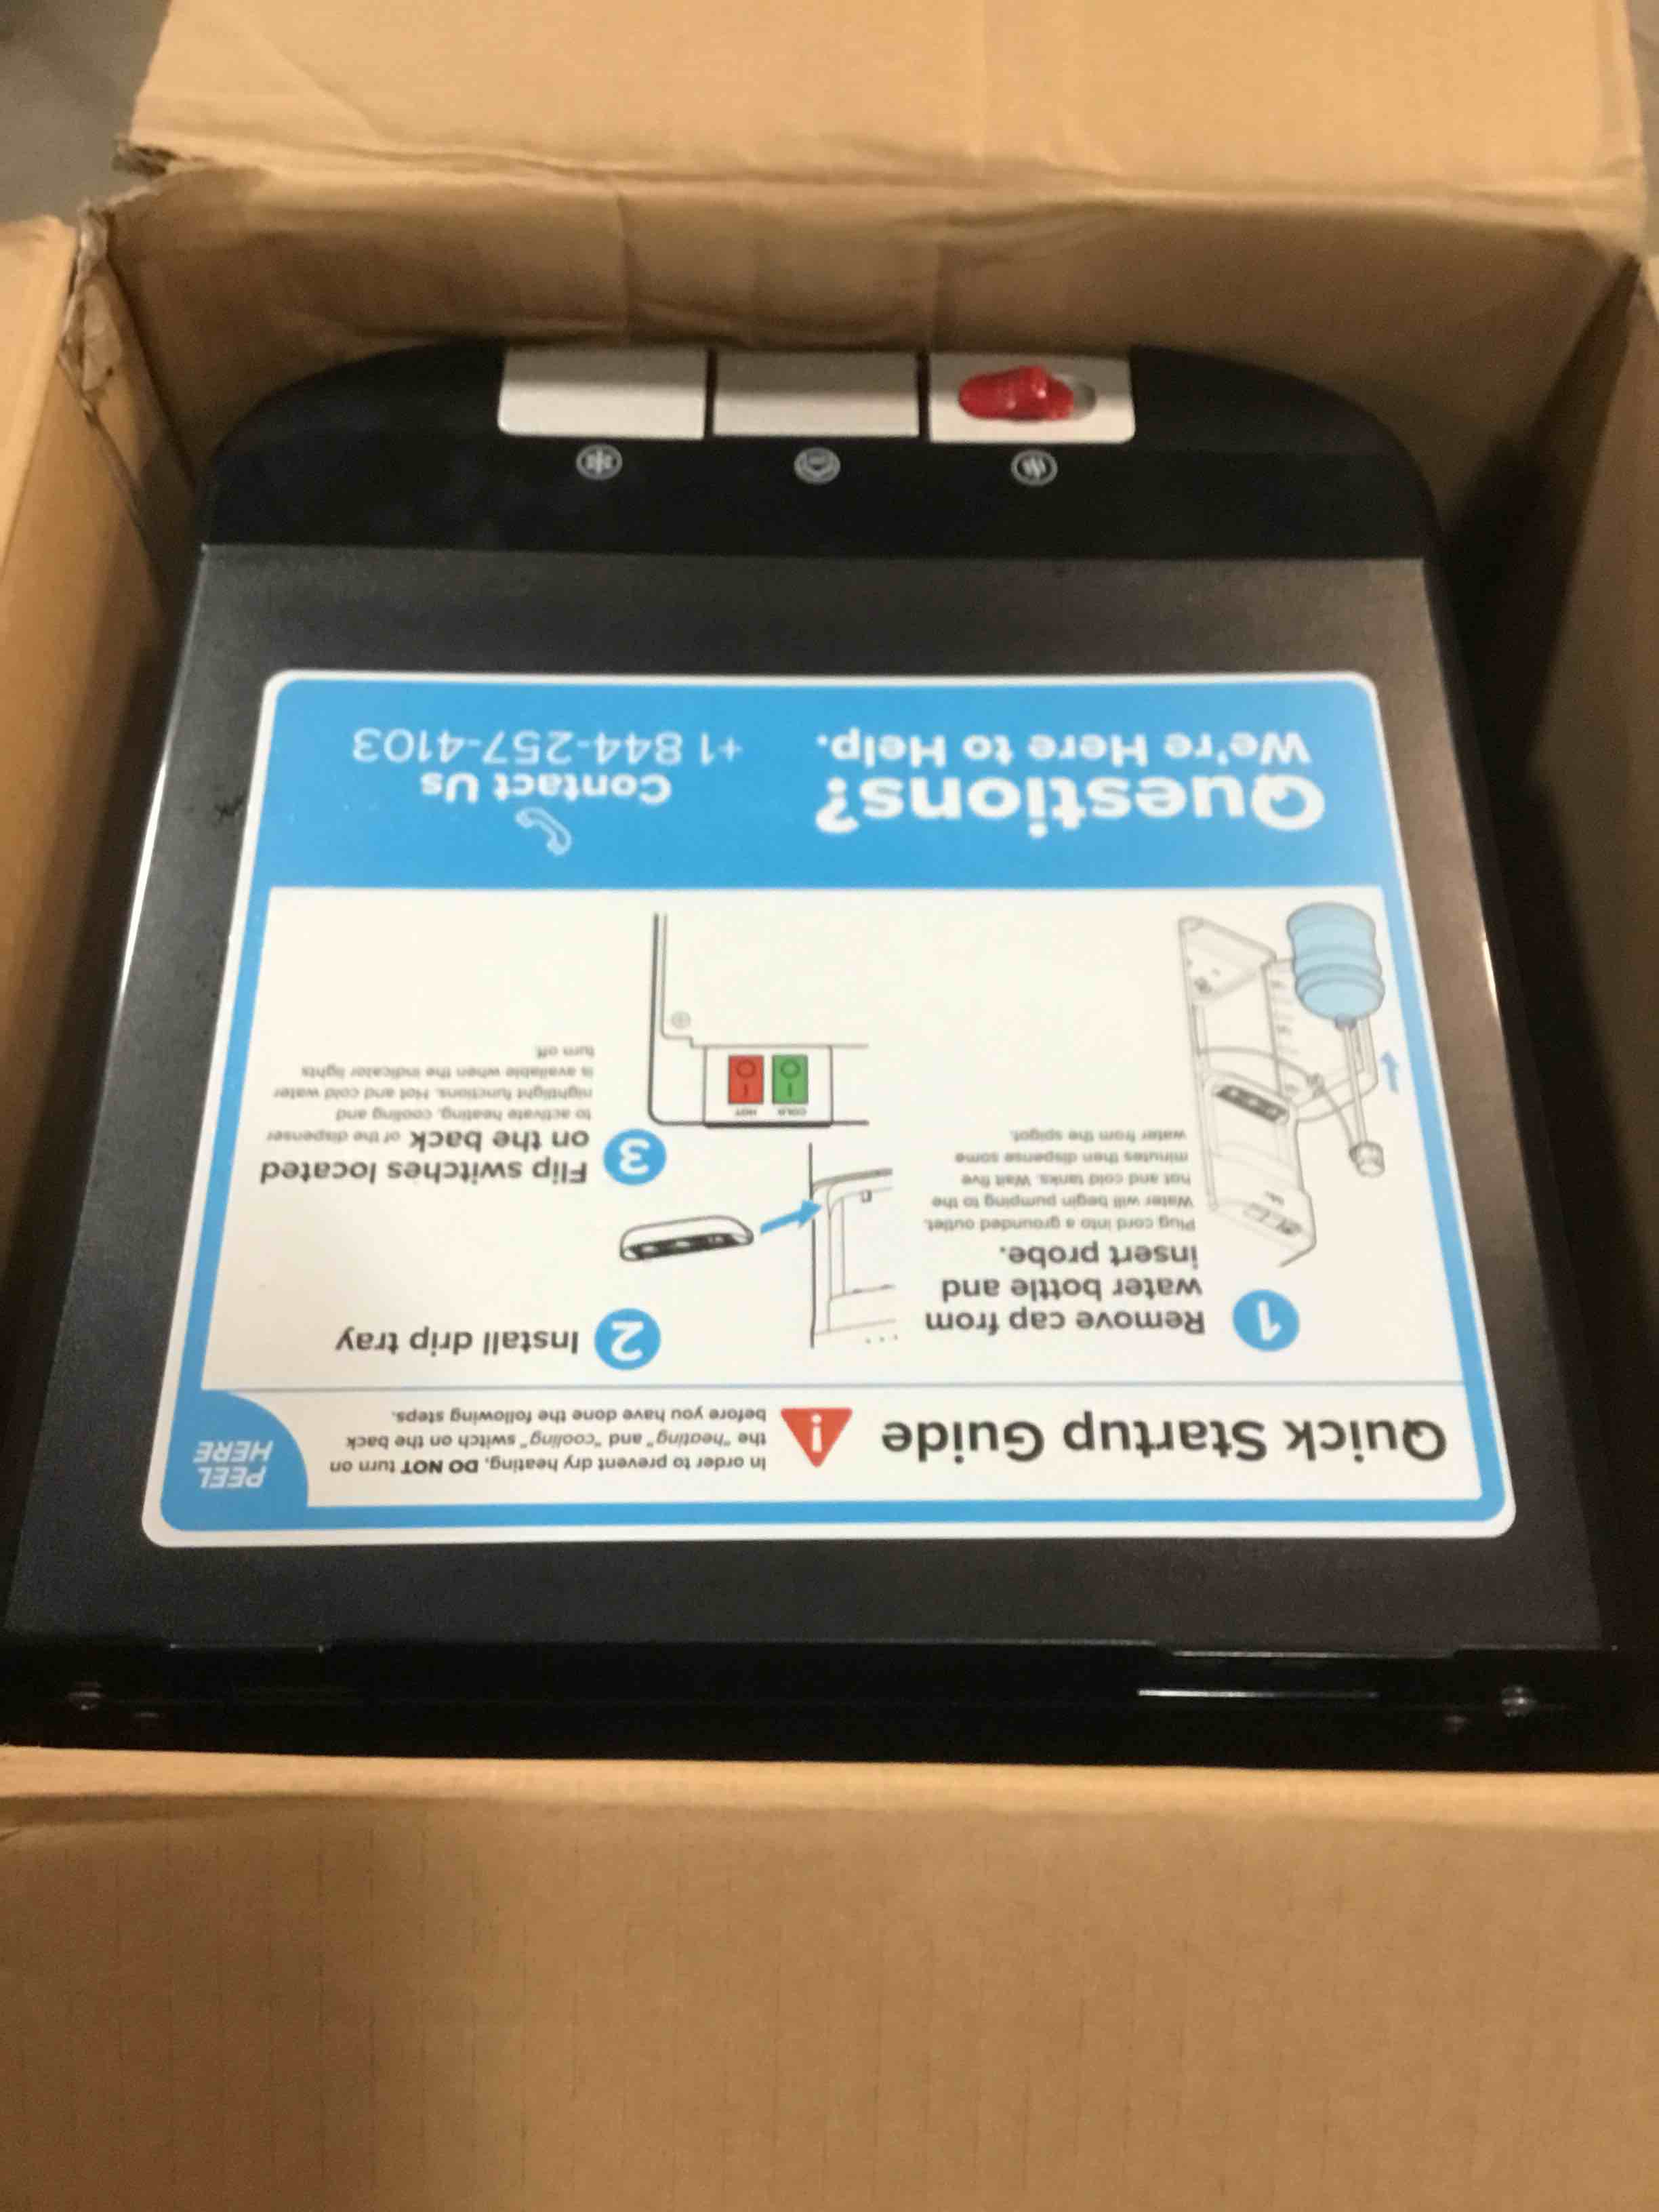 Quick Startup Guide
In order to prevent dry heating, DO NOT turn on
the "heating" and "cooling" switch on the back
before you have done the following steps.
PEEL
HERE
1
Remove cap from
water bottle and
insert probe.
Plug cord into a grounded outlet.
Water will begin pumping to the
hot and cold tanks. Wait five
minutes then dispense some
water from the spigot.
2
Install drip tray
3
Flip switches located
on the back of the dispenser
to activate heating, cooling and
nightlight functions. Hot and cold water
is available when the indicator lights
turn off.
COLD
HOT
Questions?
We're Here to Help.
Contact Us
+1 844-257-4103